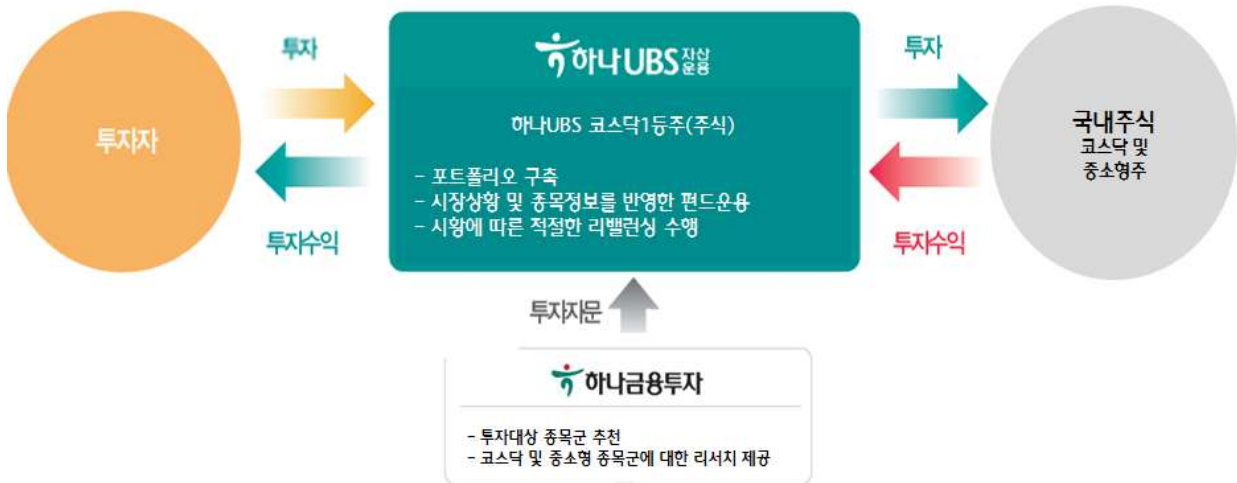 투자자
투자
투자수익
하나UBS 자산운용
하나UBS 코스닥1등주(주식)
- 포트폴리오 구축
- 시장상황 및 종목정보를 반영한 펀드운용
- 시황에 따른 적절한 리밸런싱 수행
투자
투자수익
국내주식
코스닥 및
중소형주
투자자문
하나금융투자
- 투자대상 종목군 추천
- 코스닥 및 중소형 종목군에 대한 리서치 제공